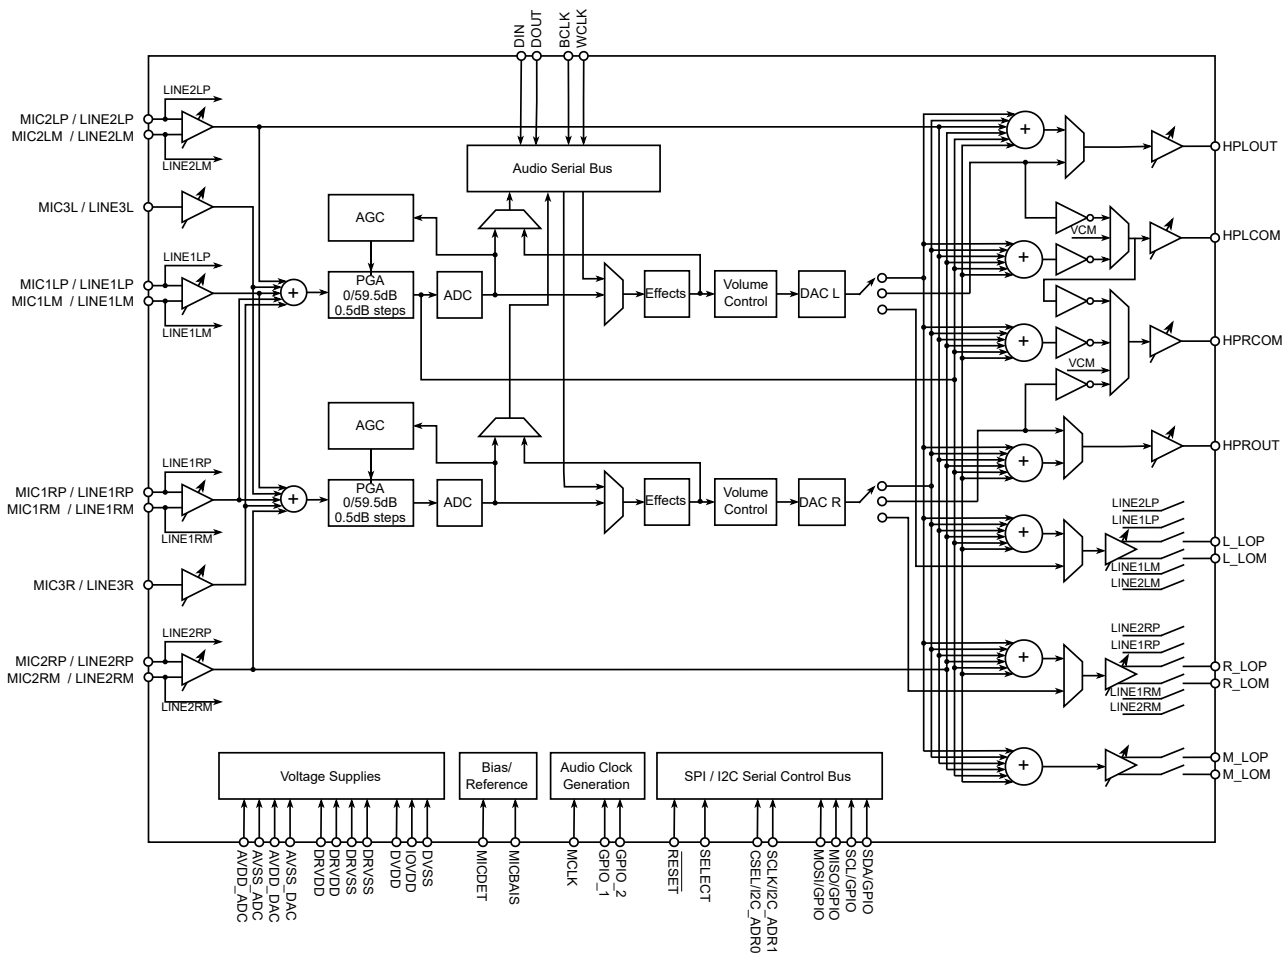 DIN
DOUT
BCLK
WCLK
LINE2LP
MIC2LP / LINE2LP
MIC2LM / LINE2LM
LINE2LM
Audio Serial Bus
HPLOUT
MIC3L / LINE3L
AGC
VCM
HPLCOM
LINE1LP
MIC1LP / LINE1LP
MIC1LM / LINE1LM
LINE1LM
PGA
0/59.5dB
0.5dB steps
ADC
Effects
Volume
Control
DAC L
HPRCOM
VCM
AGC
HPROUT
LINE1RP
MIC1RP / LINE1RP
MIC1RM / LINE1RM
LINE1RM
PGA
0/59.5dB
0.5dB steps
ADC
Effects
Volume
Control
DAC R
LINE2LP
LINE1LP
L_LOP
L_LOM
LINE1LM
LINE2LM
MIC3R / LINE3R
LINE2RP
MIC2RP / LINE2RP
MIC2RM / LINE2RM
LINE2RM
LINE2RP
LINE1RP
R_LOP
R_LOM
LINE1RM
LINE2RM
M_LOP
M_LOM
Voltage Supplies
Bias/
Reference
Audio Clock
Generation
SPI / I2C Serial Control Bus
AVDD_ADC
AVSS_ADC
AVDD_DAC
AVSS_DAC
DRVDD
DRVDD
DRVSS
DRVSS
DVDD
IOVDD
DVSS
MICDET
MICBAIS
MCLK
GPIO_1
GPIO_2
RESET
SELECT
CSEL/I2C_ADR0
SCLK/I2C_ADR1
MOSI/GPIO
MISO/GPIO
SCL/GPIO
SDA/GPIO
+
+
+
+
+
+
+
+
+